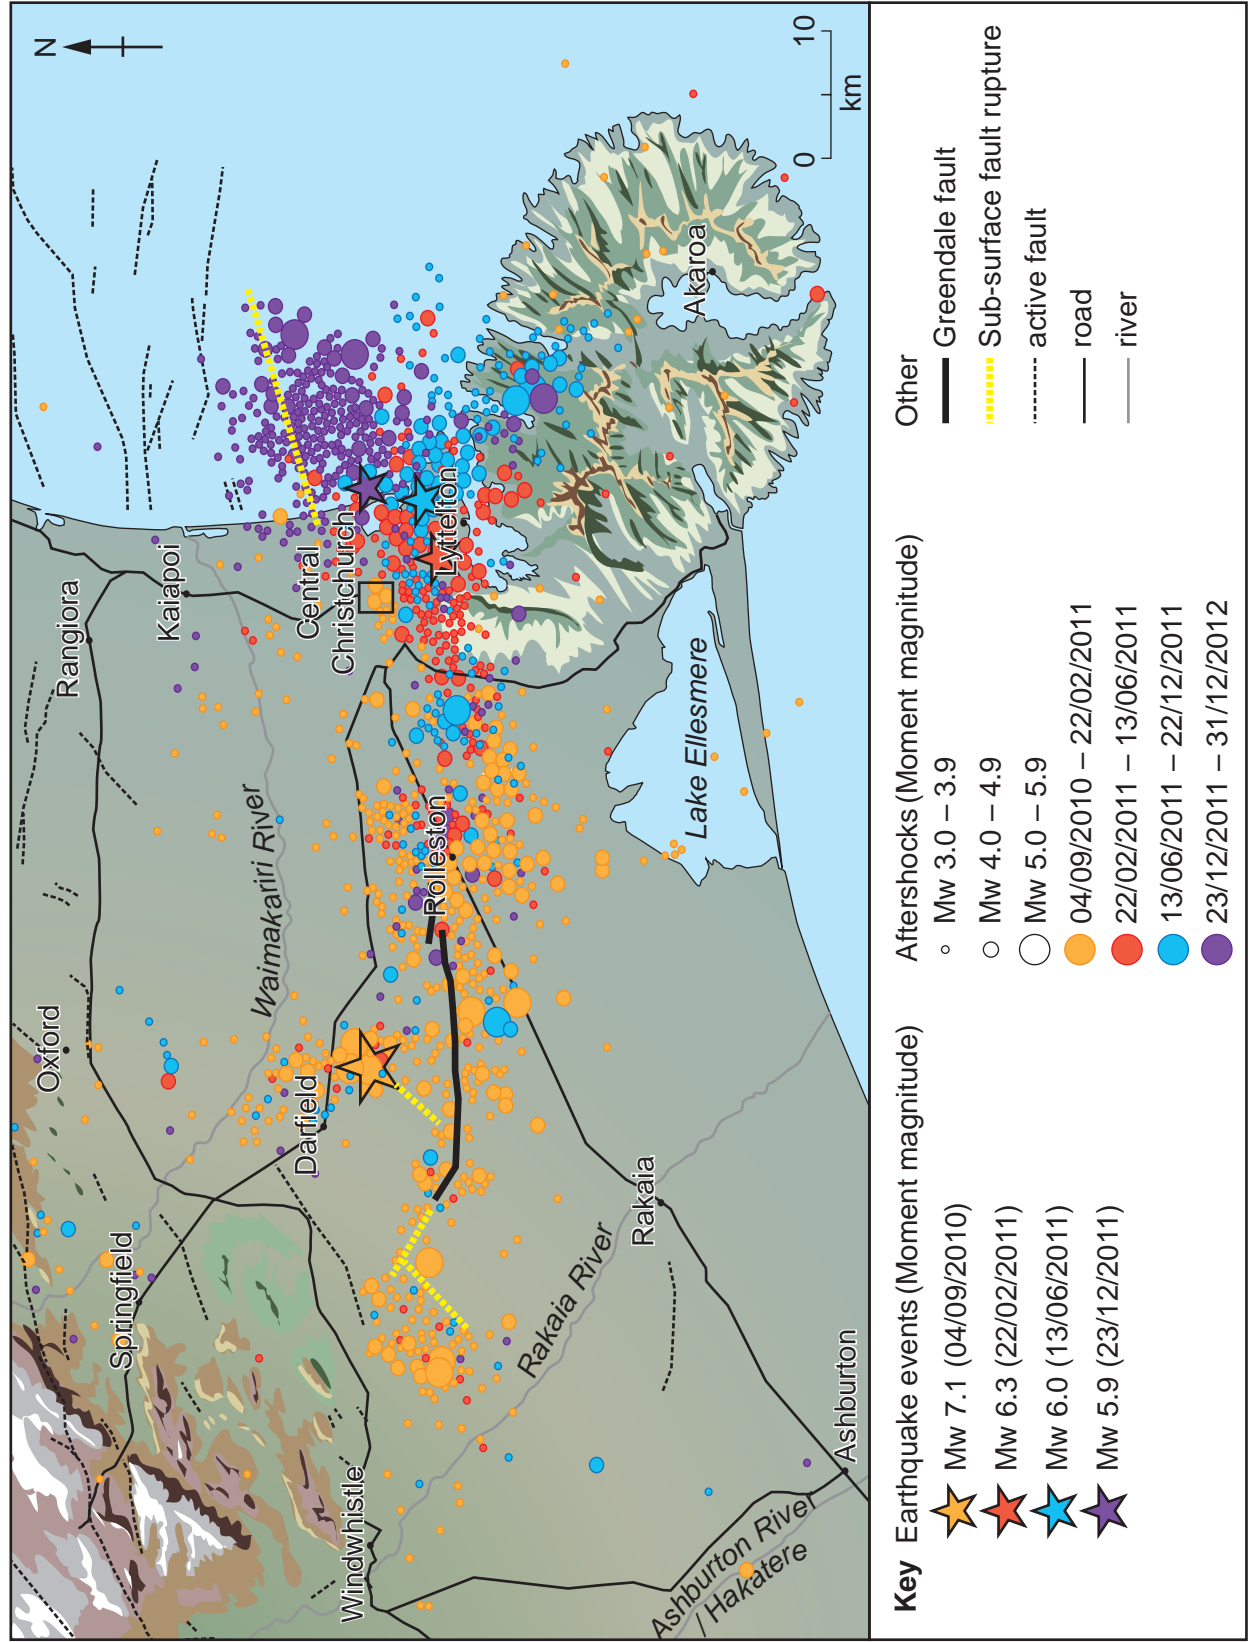 N
Rangiora
Oxford
Kaiapoi
Springfield
Waimakariri River
Central
Christchurch
Darfield
Windwhistle
Lyttelton
Rolleston
Akaroa
Lake Ellesmere
Rakaia River
Rakaia
Ashburton River
/ Hakatere
Ashburton
0 10
km
Key Earthquake events (Moment magnitude)
Mw 7.1 (04/09/2010)
Mw 6.3 (22/02/2011)
Mw 6.0 (13/06/2011)
Mw 5.9 (23/12/2011)
Aftershocks (Moment magnitude)
Mw 3.0 – 3.9
Mw 4.0 – 4.9
Mw 5.0 – 5.9
04/09/2010 – 22/02/2011
22/02/2011 – 13/06/2011
13/06/2011 – 22/12/2011
23/12/2011 – 31/12/2012
Other
Greendale fault
Sub-surface fault rupture
active fault
road
river